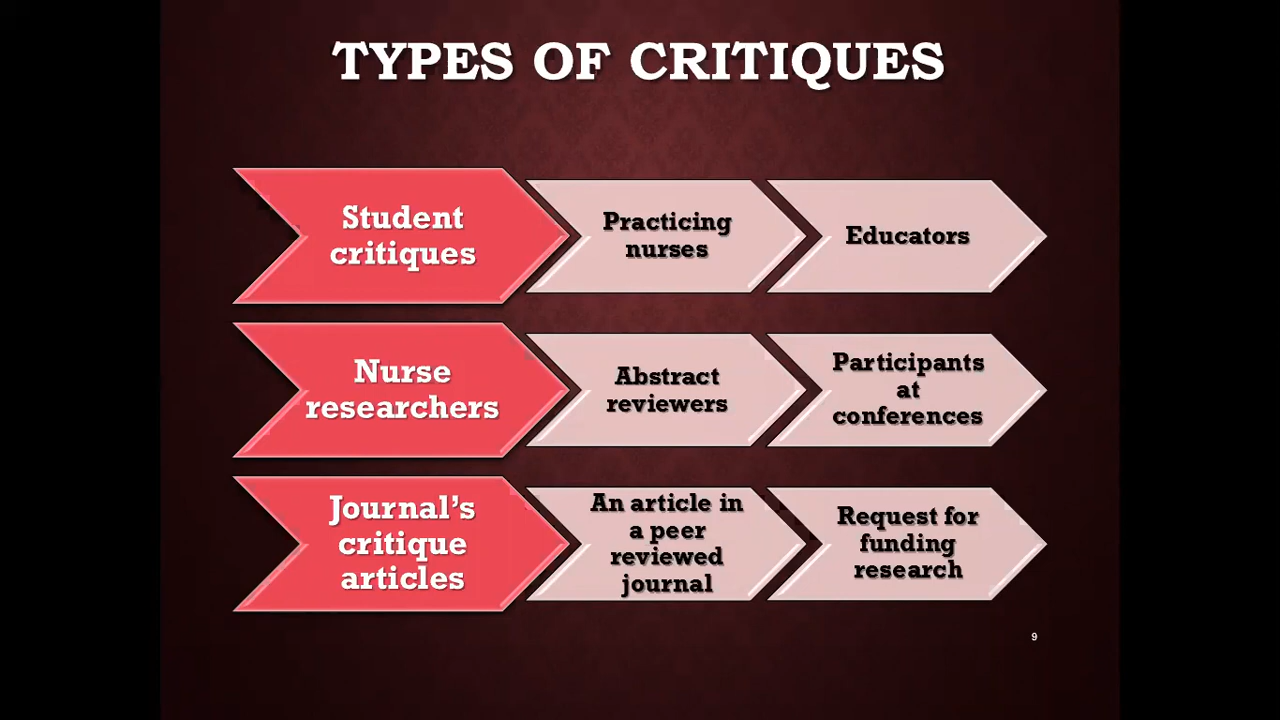 TYPES OF CRITIQUES
Student
critiques
Practicing
nurses
Educators
Nurse
researchers
Abstract
reviewers
Participants
at
conferences
Journal's
critique
articles
An article in
a peer
reviewed
journal
Request for
funding
research
9